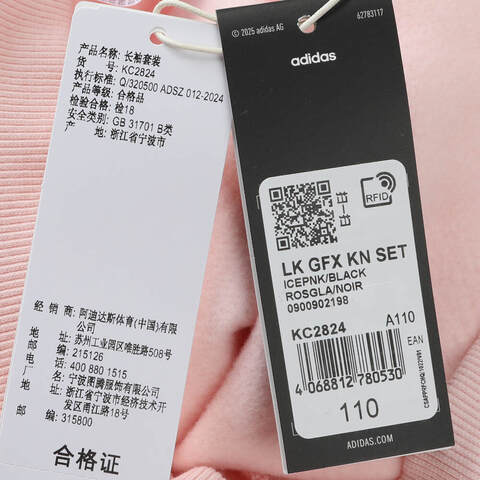 产品名称: 长袖套装
货 号: KC2824
执行标准: Q/320500 ADSZ 012-2024
产品等级: 合格品
检验合格: 检18
安全类别: GB 31701 B类
产 地: 浙江省宁波市
经 销 商: 阿迪达斯体育(中国)有限
公司
地 址: 苏州工业园区唯胜路508号
邮 编: 215126
电 话: 400 880 1515
厂 名: 宁波图腾服饰有限公司
地 址: 浙江省宁波市经济技术开
发区甬江路18号
邮 编: 315800
合格证
© 2025 adidas AG
62783117
adidas
RFID
LK GFX KN SET
ICEPNK/BLACK
ROSGLA/NOIR
0900902198
KC2824 A110
EAN
4 068812 780530
110
ADIDAS.COM